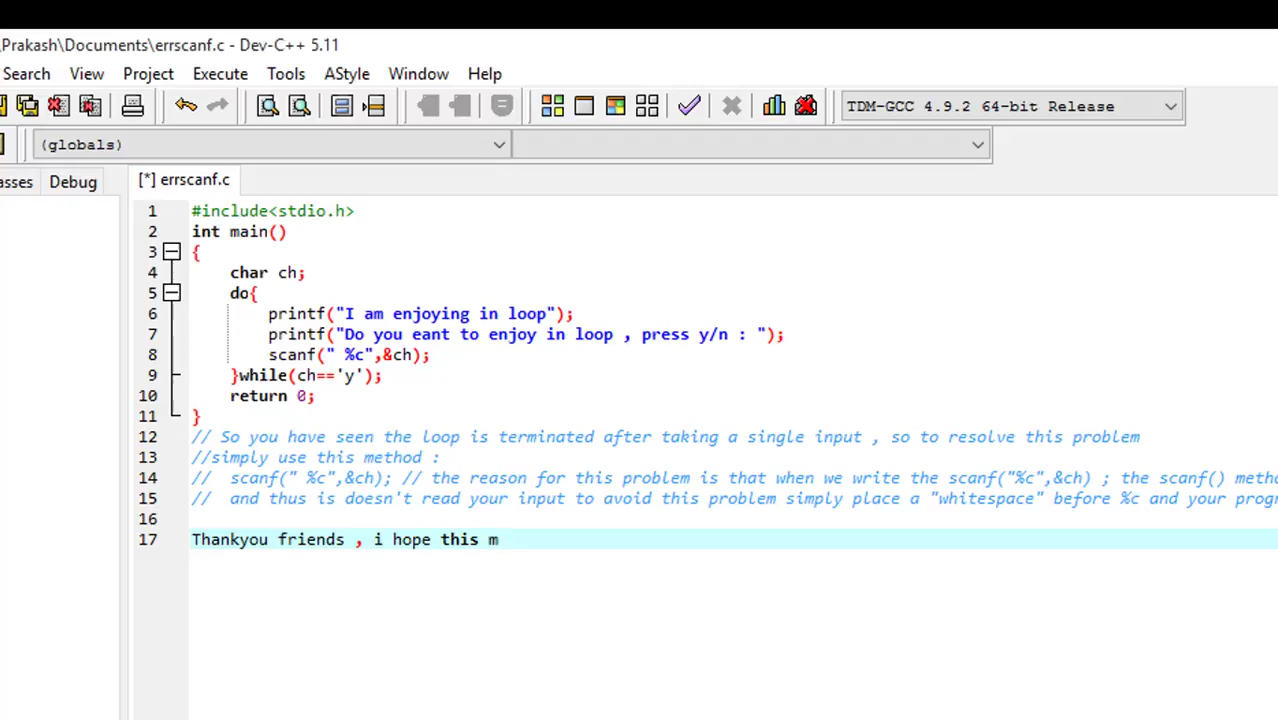 \Prakash\Documents\errscanf.c - Dev-C++ 5.11
Search View Project Execute Tools AStyle Window Help
TDM-GCC 4.9.2 64-bit Release
(globals)
asses Debug [*] errscanf.c
1 #include<stdio.h>
2 int main()
3 {
4 char ch;
5 do{
6 printf("I am enjoying in loop");
7 printf("Do you eant to enjoy in loop , press y/n : ");
8 scanf(" %c",&ch);
9 }while(ch=='y');
10 return 0;
11 }
12 // So you have seen the loop is terminated after taking a single input , so to resolve this problem
13 //simply use this method :
14 // scanf(" %c",&ch); // the reason for this problem is that when we write the scanf("%c",&ch) ; the scanf() metho
15 // and thus is doesn't read your input to avoid this problem simply place a "whitespace" before %c and your prog
16
17 Thankyou friends , i hope this m